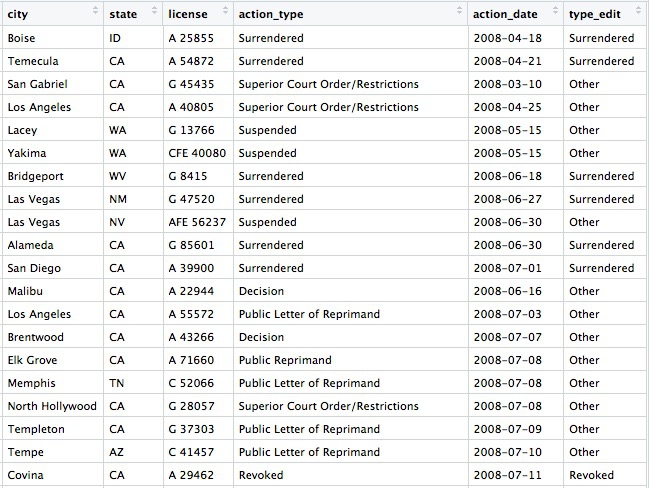 city state license action_type action_date type_edit
Boise ID A 25855 Surrendered 2008-04-18 Surrendered
Temecula CA A 54872 Surrendered 2008-04-21 Surrendered
San Gabriel CA G 45435 Superior Court Order/Restrictions 2008-03-10 Other
Los Angeles CA A 40805 Superior Court Order/Restrictions 2008-04-25 Other
Lacey WA G 13766 Suspended 2008-05-15 Other
Yakima WA CFE 40080 Suspended 2008-05-15 Other
Bridgeport WV G 8415 Surrendered 2008-06-18 Surrendered
Las Vegas NM G 47520 Surrendered 2008-06-27 Surrendered
Las Vegas NV AFE 56237 Suspended 2008-06-30 Other
Alameda CA G 85601 Surrendered 2008-06-30 Surrendered
San Diego CA A 39900 Surrendered 2008-07-01 Surrendered
Malibu CA A 22944 Decision 2008-06-16 Other
Los Angeles CA A 55572 Public Letter of Reprimand 2008-07-03 Other
Brentwood CA A 43266 Decision 2008-07-07 Other
Elk Grove CA A 71660 Public Reprimand 2008-07-08 Other
Memphis TN C 52066 Public Letter of Reprimand 2008-07-08 Other
North Hollywood CA G 28057 Superior Court Order/Restrictions 2008-07-08 Other
Templeton CA G 37303 Public Letter of Reprimand 2008-07-09 Other
Tempe AZ C 41457 Public Letter of Reprimand 2008-07-10 Other
Covina CA A 29462 Revoked 2008-07-11 Revoked